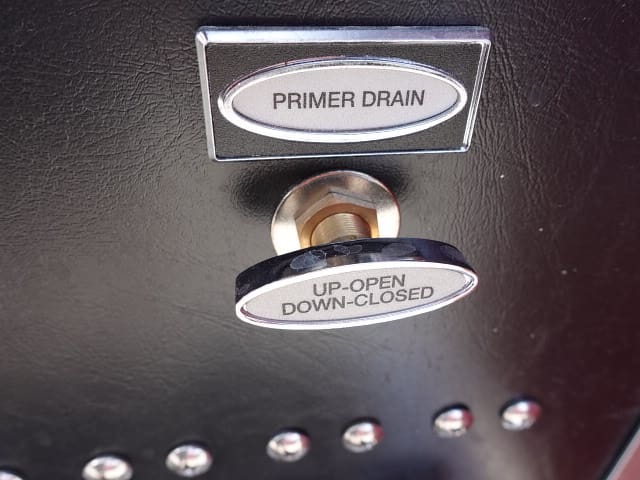 PRIMER DRAIN
UP-OPEN
DOWN-CLOSED